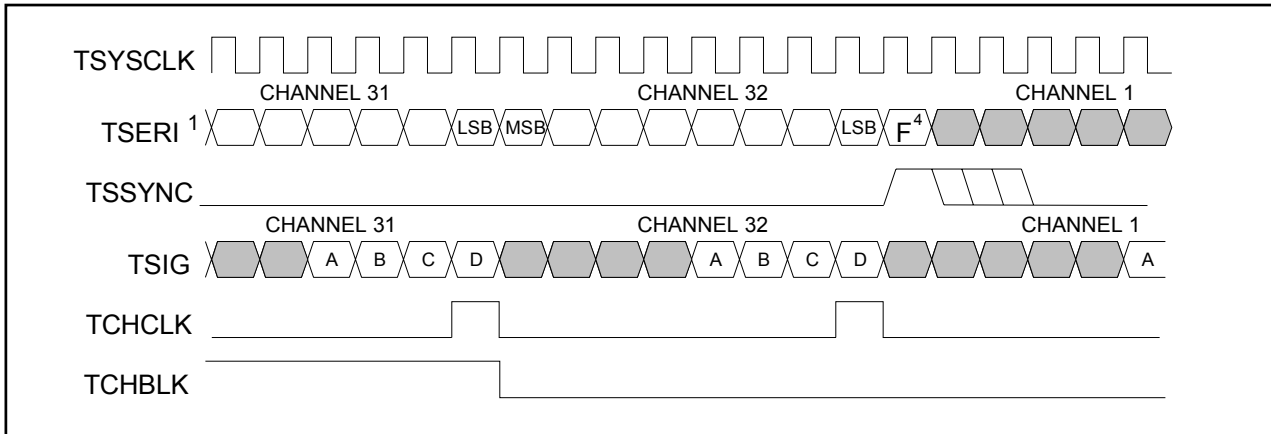 TSYSCLK
CHANNEL 31 CHANNEL 32 CHANNEL 1
TSERI 1 LSB MSB LSB F4
TSSYNC
CHANNEL 31 CHANNEL 32 CHANNEL 1
TSIG A B C D A B C D A
TCHCLK
TCHBLK